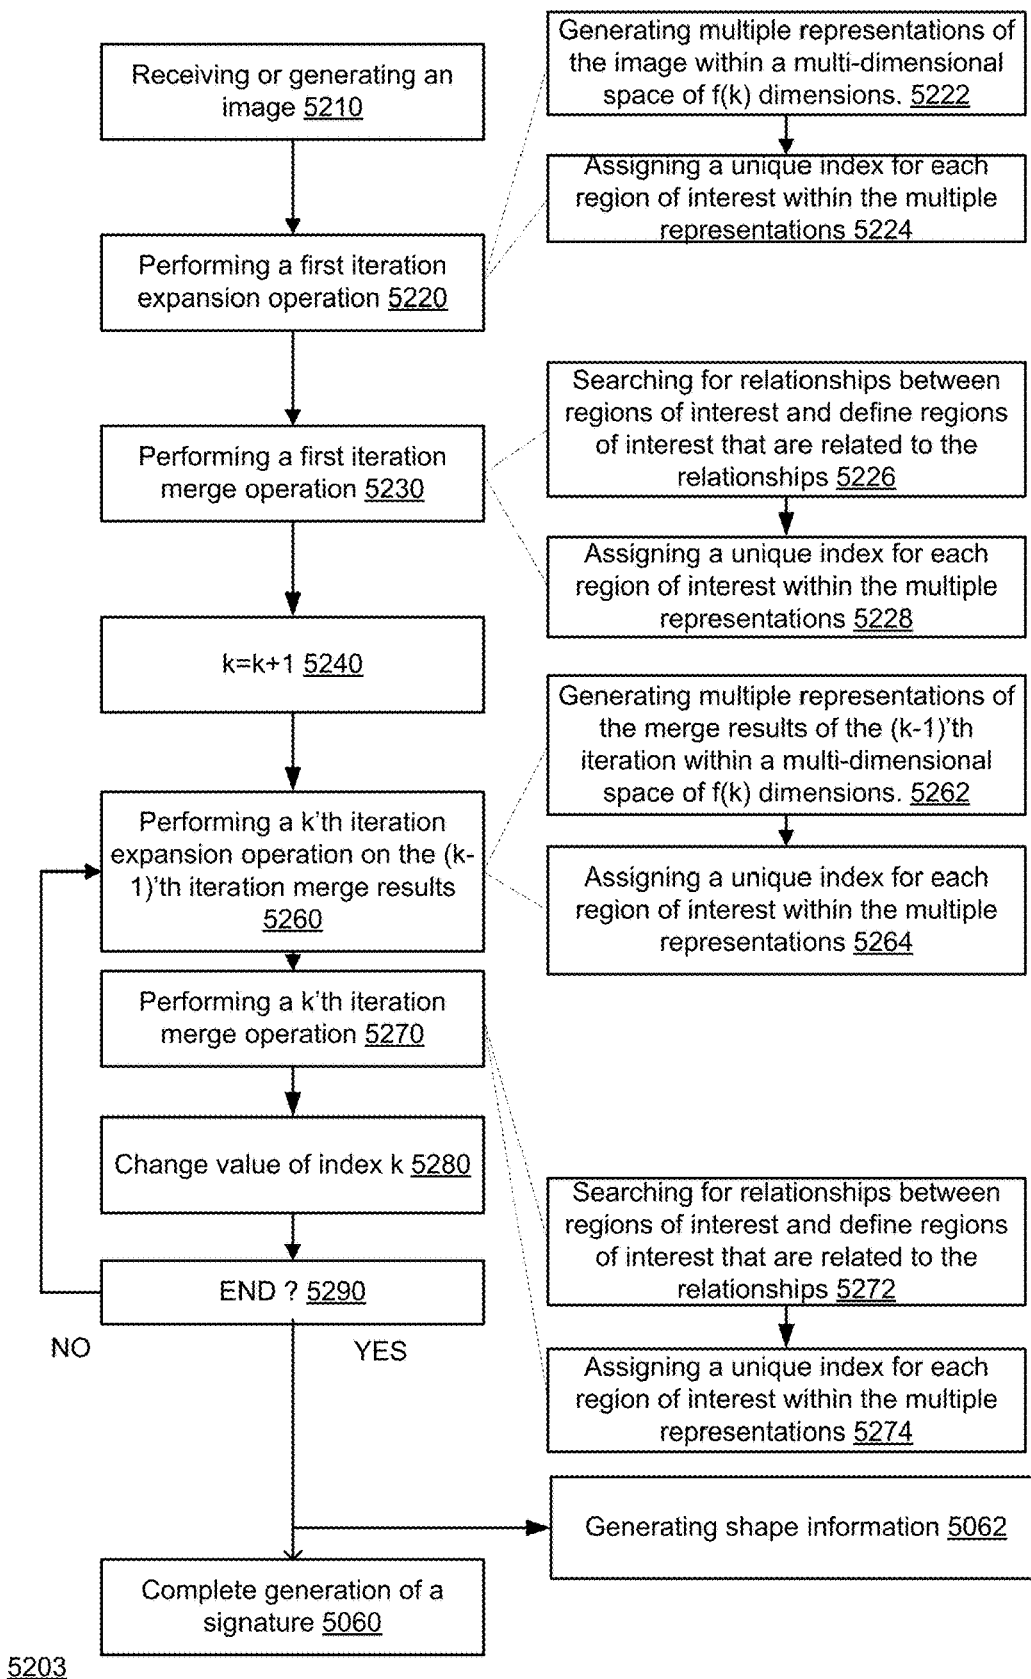 Receiving or generating an
image 5210
Generating multiple representations of
the image within a multi-dimensional
space of f(k) dimensions. 5222
Assigning a unique index for each
region of interest within the multiple
representations 5224
Performing a first iteration
expansion operation 5220
Searching for relationships between
regions of interest and define regions
of interest that are related to the
relationships 5226
Performing a first iteration
merge operation 5230
Assigning a unique index for each
region of interest within the multiple
representations 5228
k=k+1 5240
Generating multiple representations of
the merge results of the (k-1)'th
iteration within a multi-dimensional
space of f(k) dimensions. 5262
Performing a k'th iteration
expansion operation on the (k-
1)'th iteration merge results
5260
Assigning a unique index for each
region of interest within the multiple
representations 5264
Performing a k'th iteration
merge operation 5270
Change value of index k 5280
Searching for relationships between
regions of interest and define regions
of interest that are related to the
relationships 5272
END ? 5290
NO
YES
Assigning a unique index for each
region of interest within the multiple
representations 5274
Generating shape information 5062
Complete generation of a
signature 5060
5203